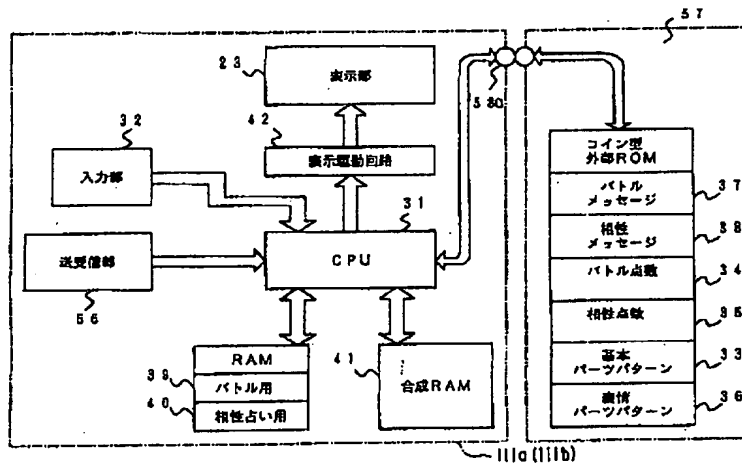 57
23
表示部
58a
42
32
表示駆動回路
入力部
31
CPU
送受信部
56
コイン型
外部ROM
バトル
メッセージ
37
相性
メッセージ
38
バトル点数
34
相性点数
35
基本
パーツパターン
33
表情
パーツパターン
36
RAM
39
バトル用
40
相性占い用
41
合成RAM
111a(111b)